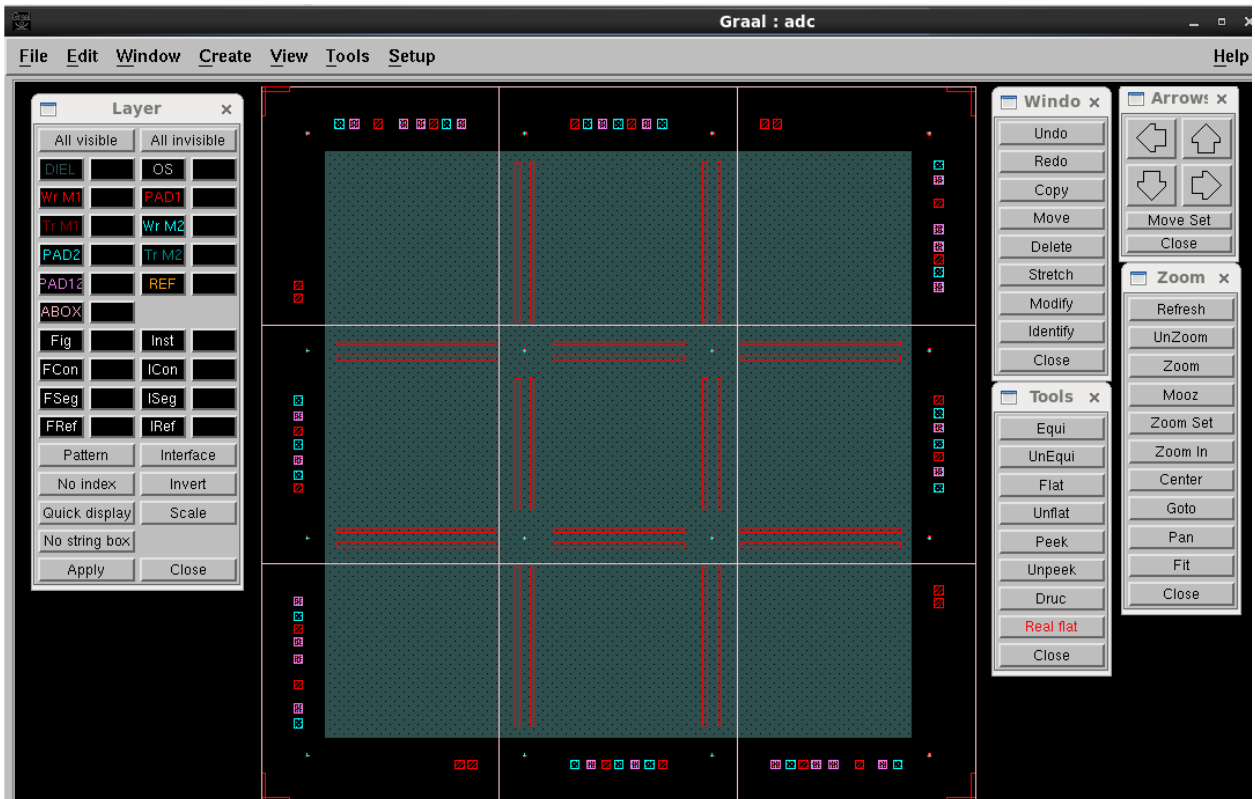 Graal : adc
File Edit Window Create View Tools Setup Help
Layer
All visible All invisible
DIEL OS
Wr M1 PAD1
Tr M1 Wr M2
PAD2 Tr M2
PAD12 REF
ABOX
Fig Inst
FCon ICon
FSeg ISeg
FRef IRef
Pattern Interface
No index Invert
Quick display Scale
No string box
Apply Close
Windo
Undo
Redo
Copy
Move
Delete
Stretch
Modify
Identify
Close
Tools
Equi
UnEqui
Flat
Unflat
Peek
Unpeek
Druc
Real flat
Close
Arrows
Move Set
Close
Zoom
Refresh
UnZoom
Zoom
Mooz
Zoom Set
Zoom In
Center
Goto
Pan
Fit
Close